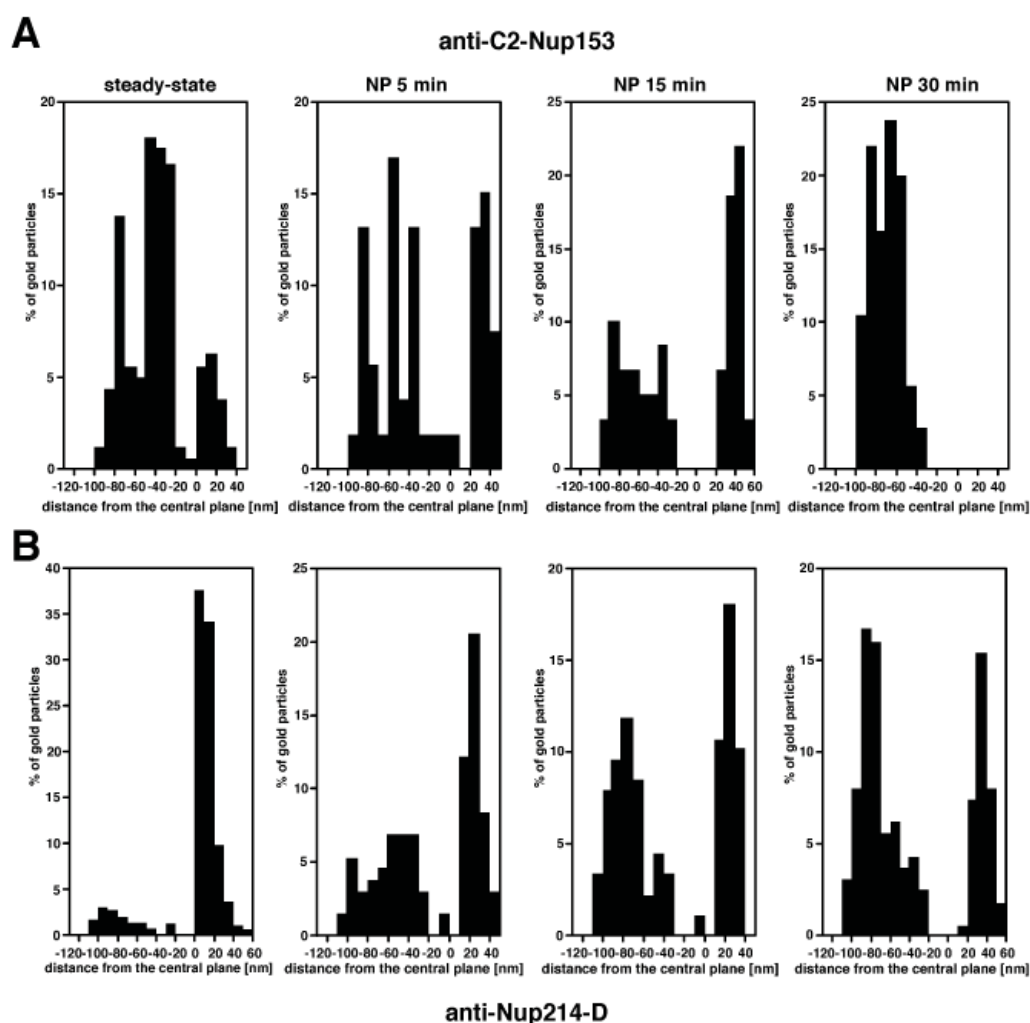 A
anti-C2-Nup153
steady-state
NP 5 min
NP 15 min
NP 30 min
20
15
10
5
0
% of gold particles
-120-100-80-60-40-20 0 20 40
distance from the central plane [nm]
20
15
10
5
0
% of gold particles
-120-100-80-60-40-20 0 20 40
distance from the central plane [nm]
25
20
15
10
5
0
% of gold particles
-120-100-80-60-40-20 0 20 40 60
distance from the central plane [nm]
25
20
15
10
5
0
% of gold particles
-120-100-80-60-40-20 0 20 40
distance from the central plane [nm]
B
40
35
30
25
20
15
10
5
0
% of gold particles
-120-100-80-60-40-20 0 20 40 60
distance from the central plane [nm]
25
20
15
10
5
0
% of gold particles
-120-100-80-60-40-20 0 20 40
distance from the central plane [nm]
20
15
10
5
0
% of gold particles
-120-100-80-60-40-20 0 20 40
distance from the central plane [nm]
20
15
10
5
0
% of gold particles
-120-100-80-60-40-20 0 20 40 60
distance from the central plane [nm]
anti-Nup214-D